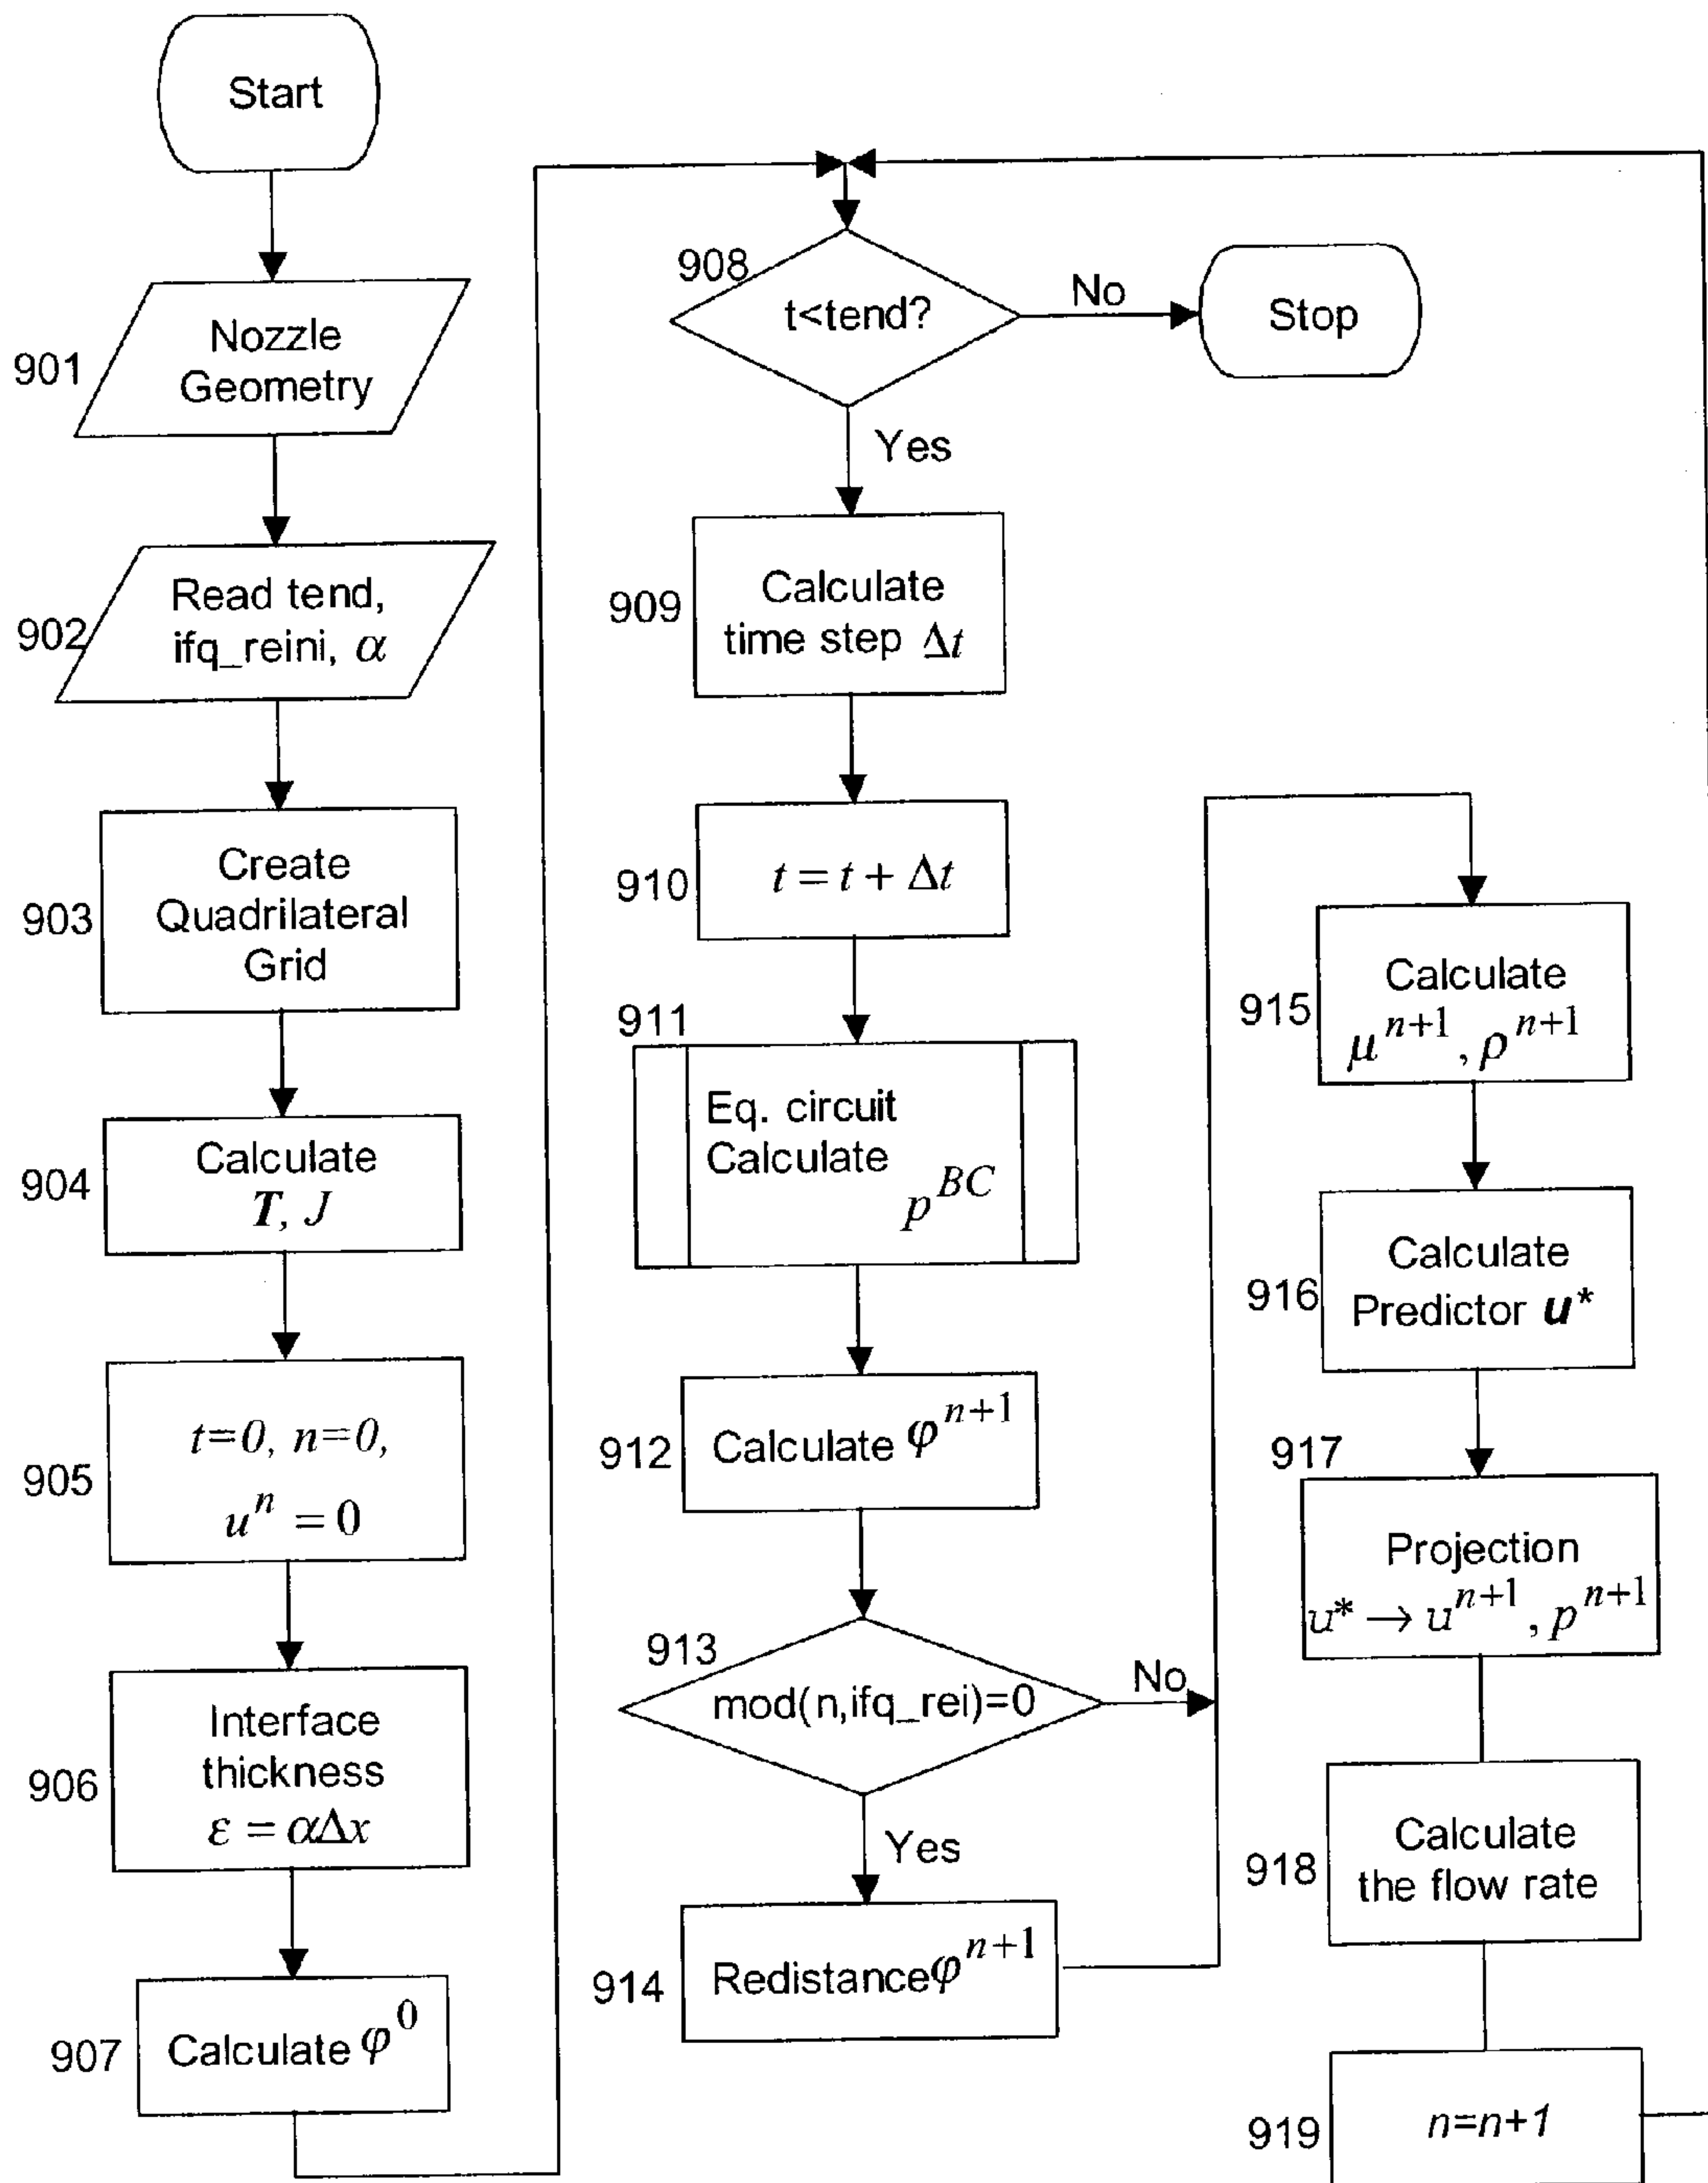 Start
901
Nozzle
Geometry
902
Read tend,
ifq_reini, α
903
Create
Quadrilateral
Grid
904
Calculate
T, J
905
t=0, n=0,
uⁿ = 0
906
Interface
thickness
ε = αΔx
907
Calculate φ⁰
908
t<tend?
No
Stop
Yes
909
Calculate
time step Δt
910
t = t + Δt
911
Eq. circuit
Calculate
p^BC
912
Calculate φ^n+1
913
mod(n,ifq_rei)=0
No
Yes
914
Redistance φ^n+1
915
Calculate
μ^n+1, ρ^n+1
916
Calculate
Predictor u*
917
Projection
u* → u^n+1, p^n+1
918
Calculate
the flow rate
919
n=n+1